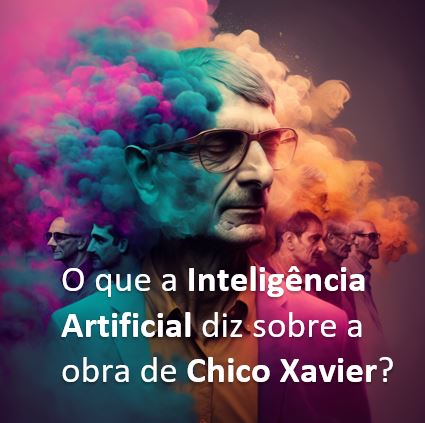 O que a Inteligência
Artificial diz sobre a
obra de Chico Xavier?